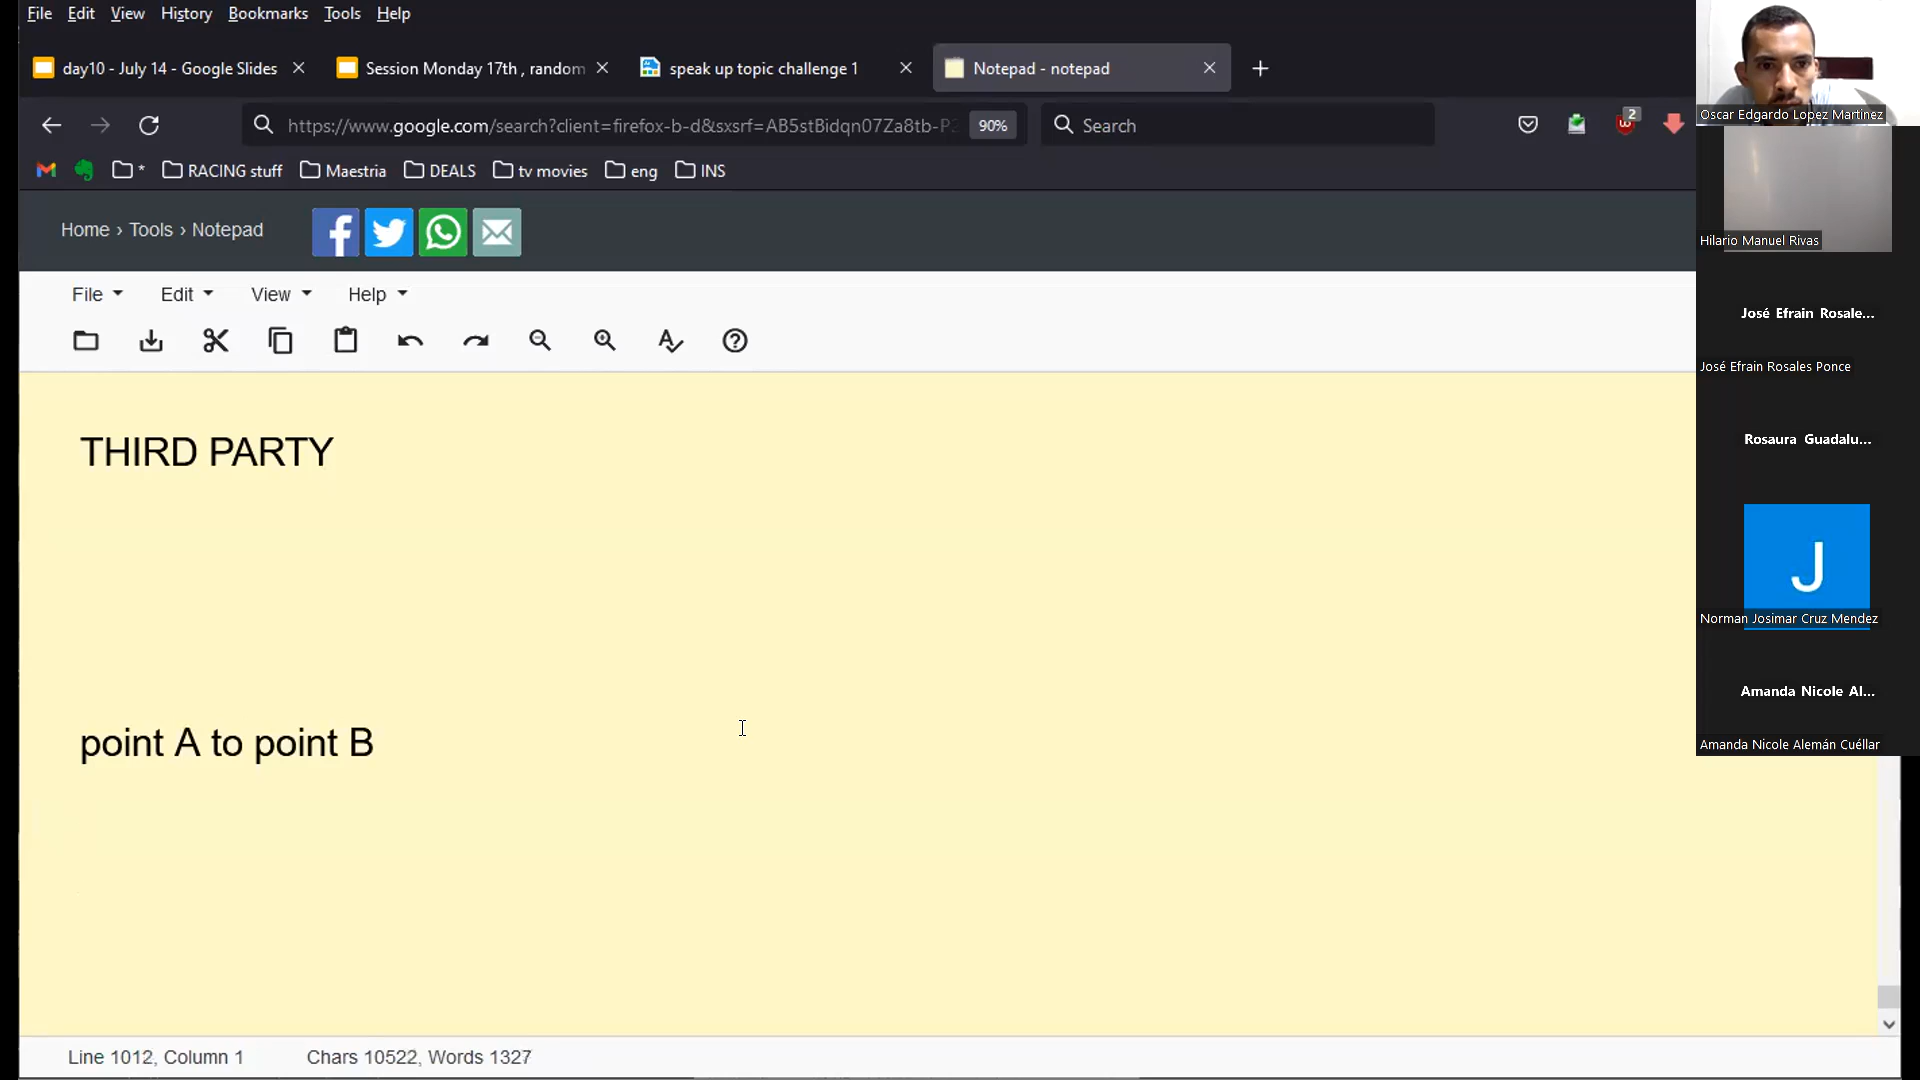 File Edit View History Bookmarks Tools Help
day10 - July 14 - Google Slides
Session Monday 17th , random
speak up topic challenge 1
Notepad - notepad
https://www.google.com/search?client=firefox-b-d&sxsrf=AB5stBidqn07Za8tb-P
90%
Search
2
* RACING stuff Maestria DEALS tv movies eng INS
Home › Tools › Notepad
File Edit View Help
THIRD PARTY
point A to point B
Line 1012, Column 1 Chars 10522, Words 1327
Oscar Edgardo Lopez Martinez
Hilario Manuel Rivas
José Efrain Rosale...
José Efrain Rosales Ponce
Rosaura Guadalu...
J
Norman Josimar Cruz Mendez
Amanda Nicole Al...
Amanda Nicole Alemán Cuéllar